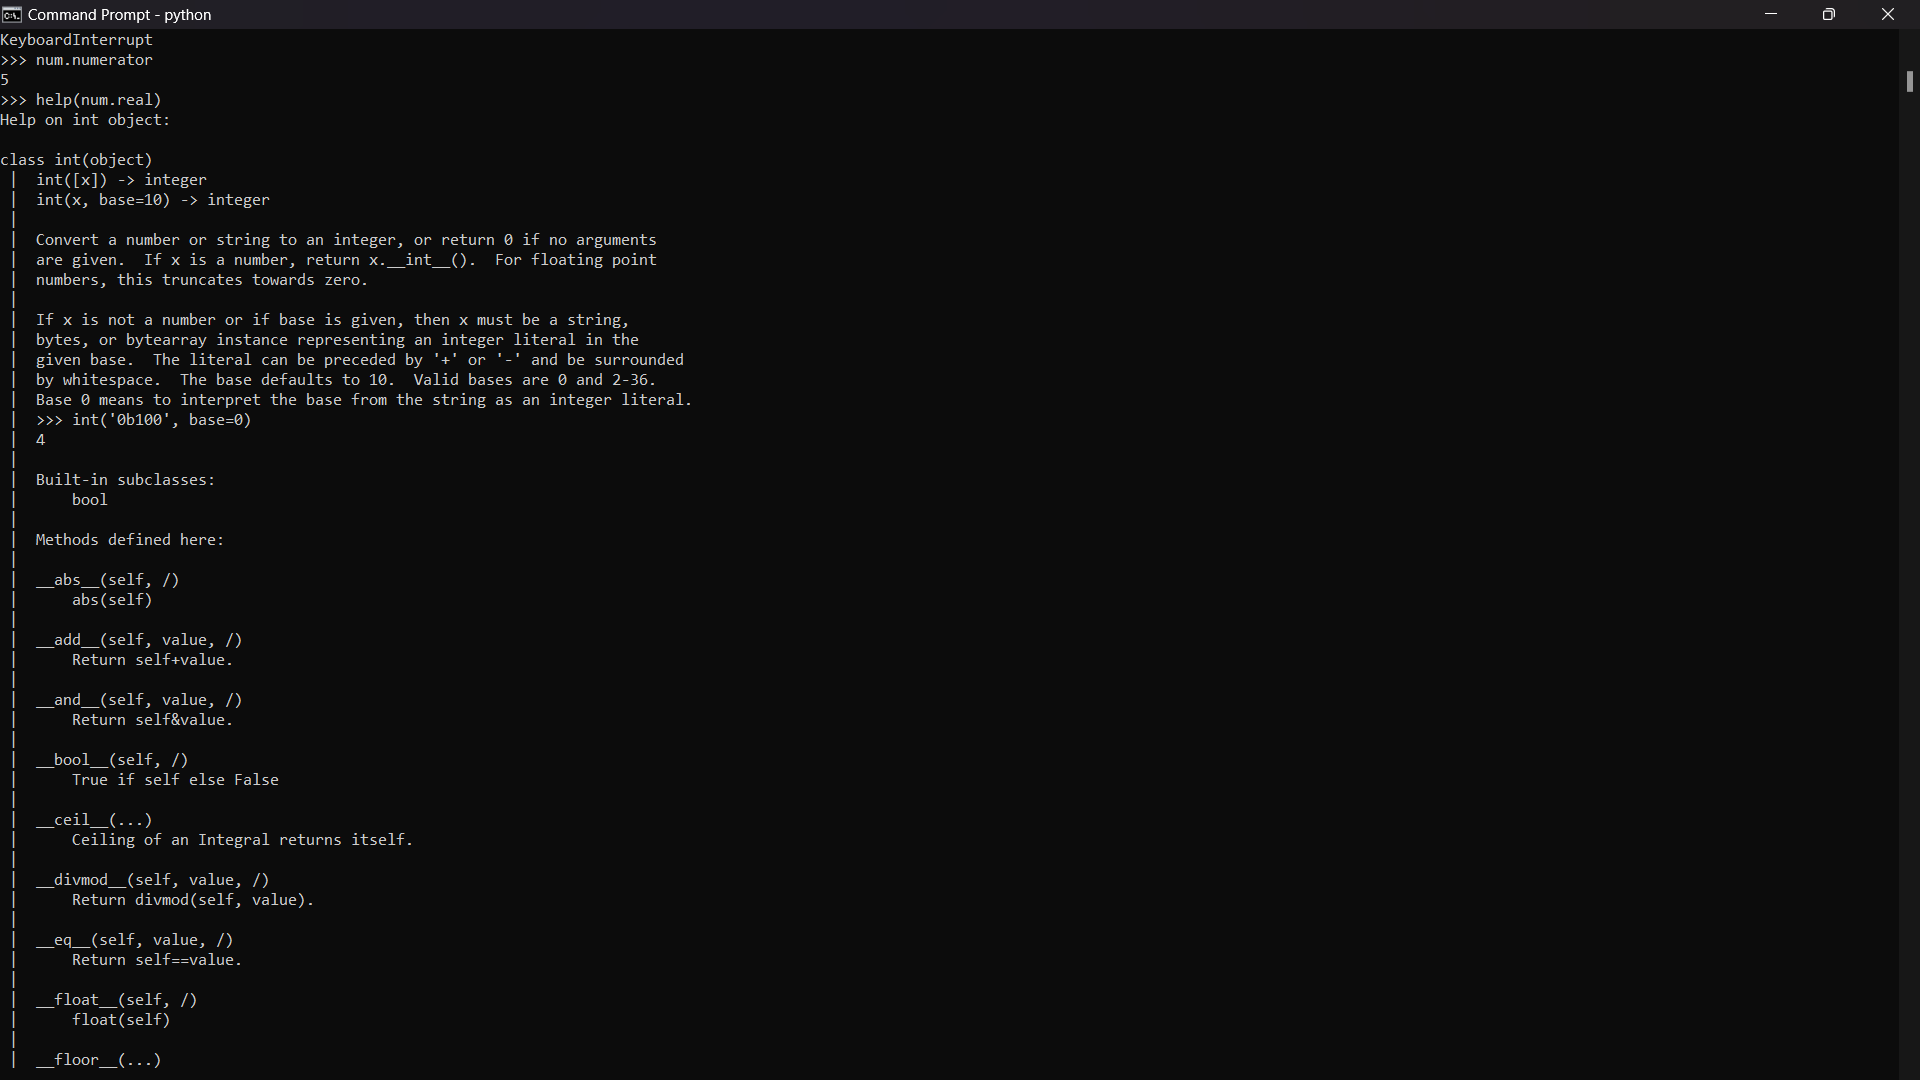 Command Prompt - python
KeyboardInterrupt
>>> num.numerator
5
>>> help(num.real)
Help on int object:

class int(object)
 |  int([x]) -> integer
 |  int(x, base=10) -> integer
 |
 |  Convert a number or string to an integer, or return 0 if no arguments
 |  are given.  If x is a number, return x.__int__().  For floating point
 |  numbers, this truncates towards zero.
 |
 |  If x is not a number or if base is given, then x must be a string,
 |  bytes, or bytearray instance representing an integer literal in the
 |  given base.  The literal can be preceded by '+' or '-' and be surrounded
 |  by whitespace.  The base defaults to 10.  Valid bases are 0 and 2-36.
 |  Base 0 means to interpret the base from the string as an integer literal.
 |  >>> int('0b100', base=0)
 |  4
 |
 |  Built-in subclasses:
 |      bool
 |
 |  Methods defined here:
 |
 |  __abs__(self, /)
 |      abs(self)
 |
 |  __add__(self, value, /)
 |      Return self+value.
 |
 |  __and__(self, value, /)
 |      Return self&value.
 |
 |  __bool__(self, /)
 |      True if self else False
 |
 |  __ceil__(...)
 |      Ceiling of an Integral returns itself.
 |
 |  __divmod__(self, value, /)
 |      Return divmod(self, value).
 |
 |  __eq__(self, value, /)
 |      Return self==value.
 |
 |  __float__(self, /)
 |      float(self)
 |
 |  __floor__(...)